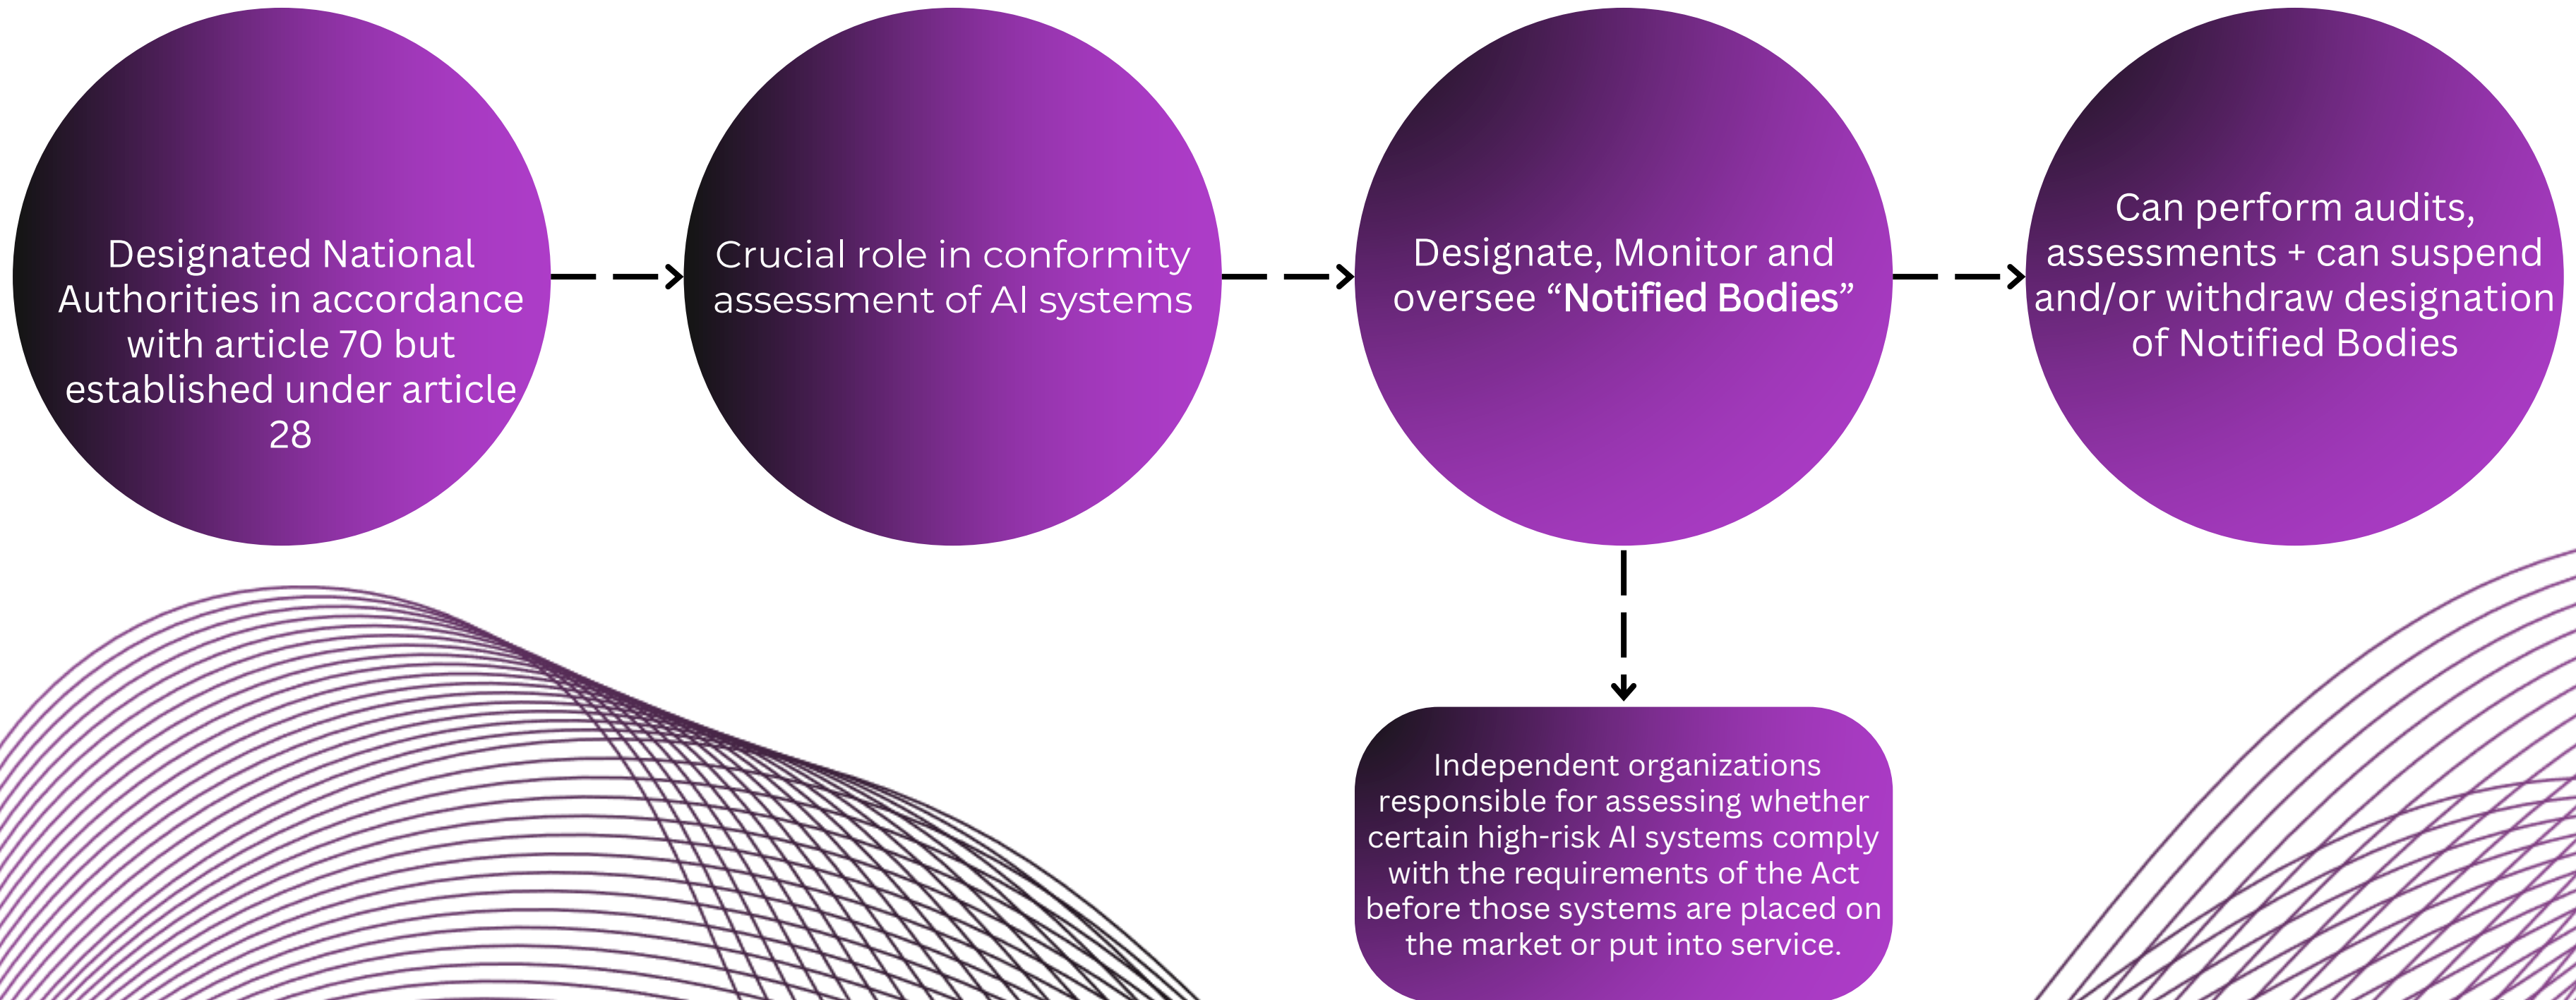 Designated National
Authorities in accordance
with article 70 but
established under article
28
Crucial role in conformity
assessment of AI systems
Designate, Monitor and
oversee “Notified Bodies”
Can perform audits,
assessments + can suspend
and/or withdraw designation
of Notified Bodies
Independent organizations
responsible for assessing whether
certain high-risk AI systems comply
with the requirements of the Act
before those systems are placed on
the market or put into service.